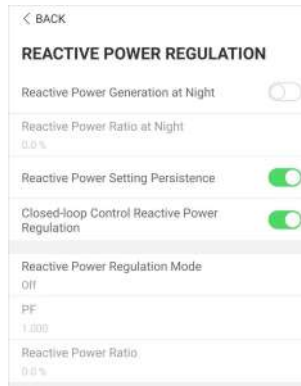 < BACK
REACTIVE POWER REGULATION
Reactive Power Generation at Night
Reactive Power Ratio at Night
0.0 %
Reactive Power Setting Persistence
Closed-loop Control Reactive Power
Regulation
Reactive Power Regulation Mode
Off
PF
1.000
Reactive Power Ratio
0.0 %